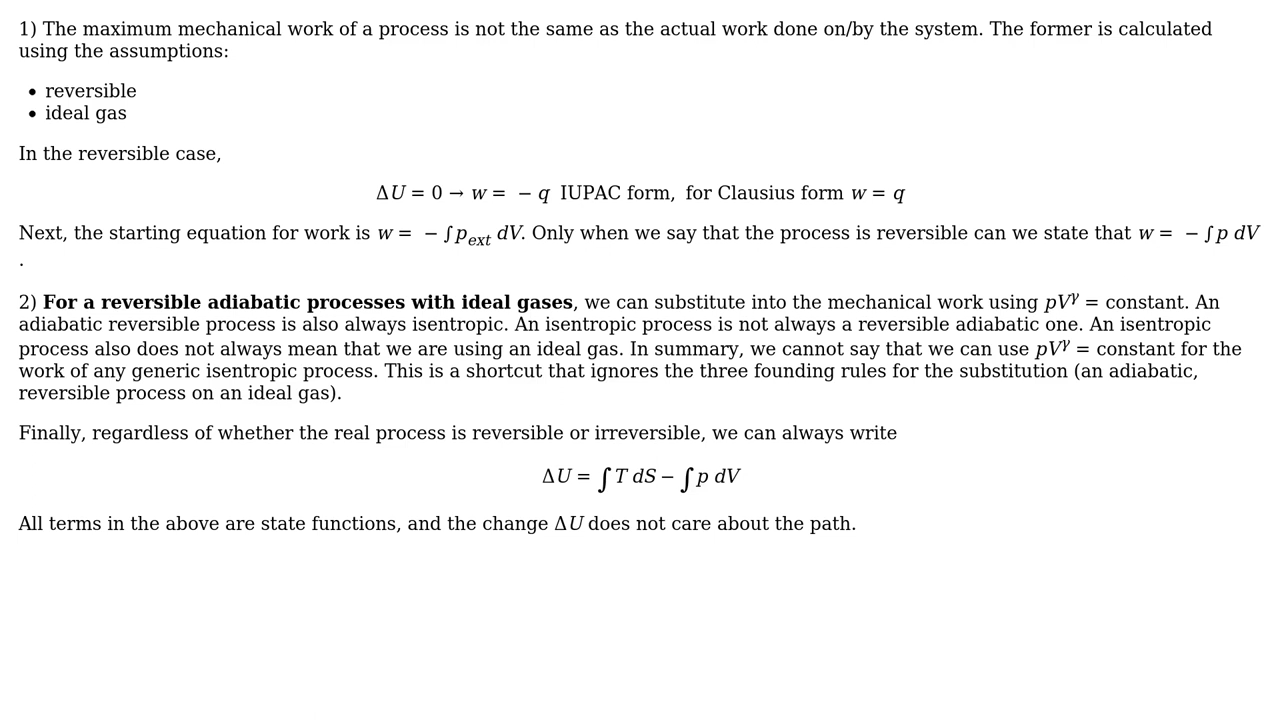 1) The maximum mechanical work of a process is not the same as the actual work done on/by the system. The former is calculated
using the assumptions:
• reversible
• ideal gas
In the reversible case,
ΔU = 0 → w = − q IUPAC form, for Clausius form w = q
Next, the starting equation for work is w = − ∫p_ext dV. Only when we say that the process is reversible can we state that w = − ∫p dV
.
2) For a reversible adiabatic processes with ideal gases, we can substitute into the mechanical work using pV^γ = constant. An
adiabatic reversible process is also always isentropic. An isentropic process is not always a reversible adiabatic one. An isentropic
process also does not always mean that we are using an ideal gas. In summary, we cannot say that we can use pV^γ = constant for the
work of any generic isentropic process. This is a shortcut that ignores the three founding rules for the substitution (an adiabatic,
reversible process on an ideal gas).
Finally, regardless of whether the real process is reversible or irreversible, we can always write
ΔU = ∫T dS − ∫p dV
All terms in the above are state functions, and the change ΔU does not care about the path.